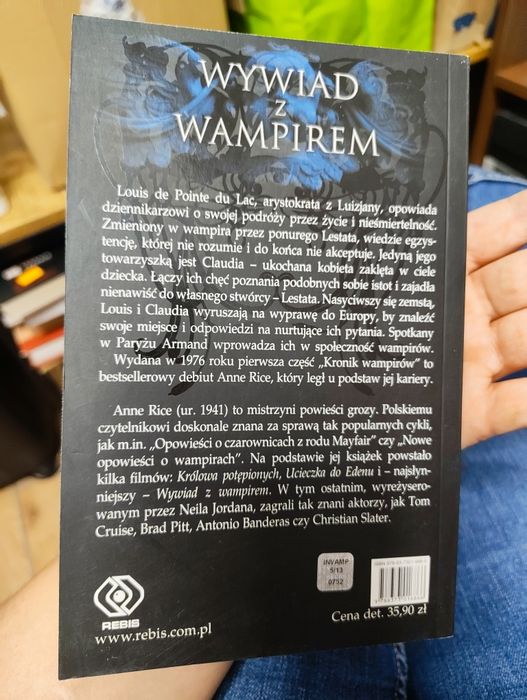 WYWIAD
Z
WAMPIREM
Louis de Pointe du Lac, arystokrata z Luizjany, opowiada
dziennikarzowi o swojej podróży przez życie i nieśmiertelność.
Zmieniony w wampira przez ponurego Lestata, wiedzie egzys-
tencję, której nie rozumie i do końca nie akceptuje. Jedyną jego
towarzyszką jest Claudia – ukochana kobieta zaklęta w ciele
dziecka. Łączy ich chęć poznania podobnych sobie istot i zajadła
nienawiść do własnego stwórcy – Lestata. Nasyciwszy się zemstą,
Louis i Claudia wyruszają na wyprawę do Europy, by znaleźć
swoje miejsce i odpowiedzi na nurtujące ich pytania. Spotkany
w Paryżu Armand wprowadza ich w społeczność wampirów.
Wydana w 1976 roku pierwsza część „Kronik wampirów” to
bestsellerowy debiut Anne Rice, który legł u podstaw jej kariery.
Anne Rice (ur. 1941) to mistrzyni powieści grozy. Polskiemu
czytelnikowi doskonale znana za sprawą tak popularnych cykli,
jak m.in. „Opowieści o czarownicach z rodu Mayfair” czy „Nowe
opowieści o wampirach”. Na podstawie jej książek powstało
kilka filmów: Królowa potępionych, Ucieczka do Edenu i – najsłyn-
niejszy – Wywiad z wampirem. W tym ostatnim, wyreżysero-
wanym przez Neila Jordana, zagrali tak znani aktorzy, jak Tom
Cruise, Brad Pitt, Antonio Banderas czy Christian Slater.
INVAMP
5/13
0752
REBIS
www.rebis.com.pl
Cena det. 35,90 zł